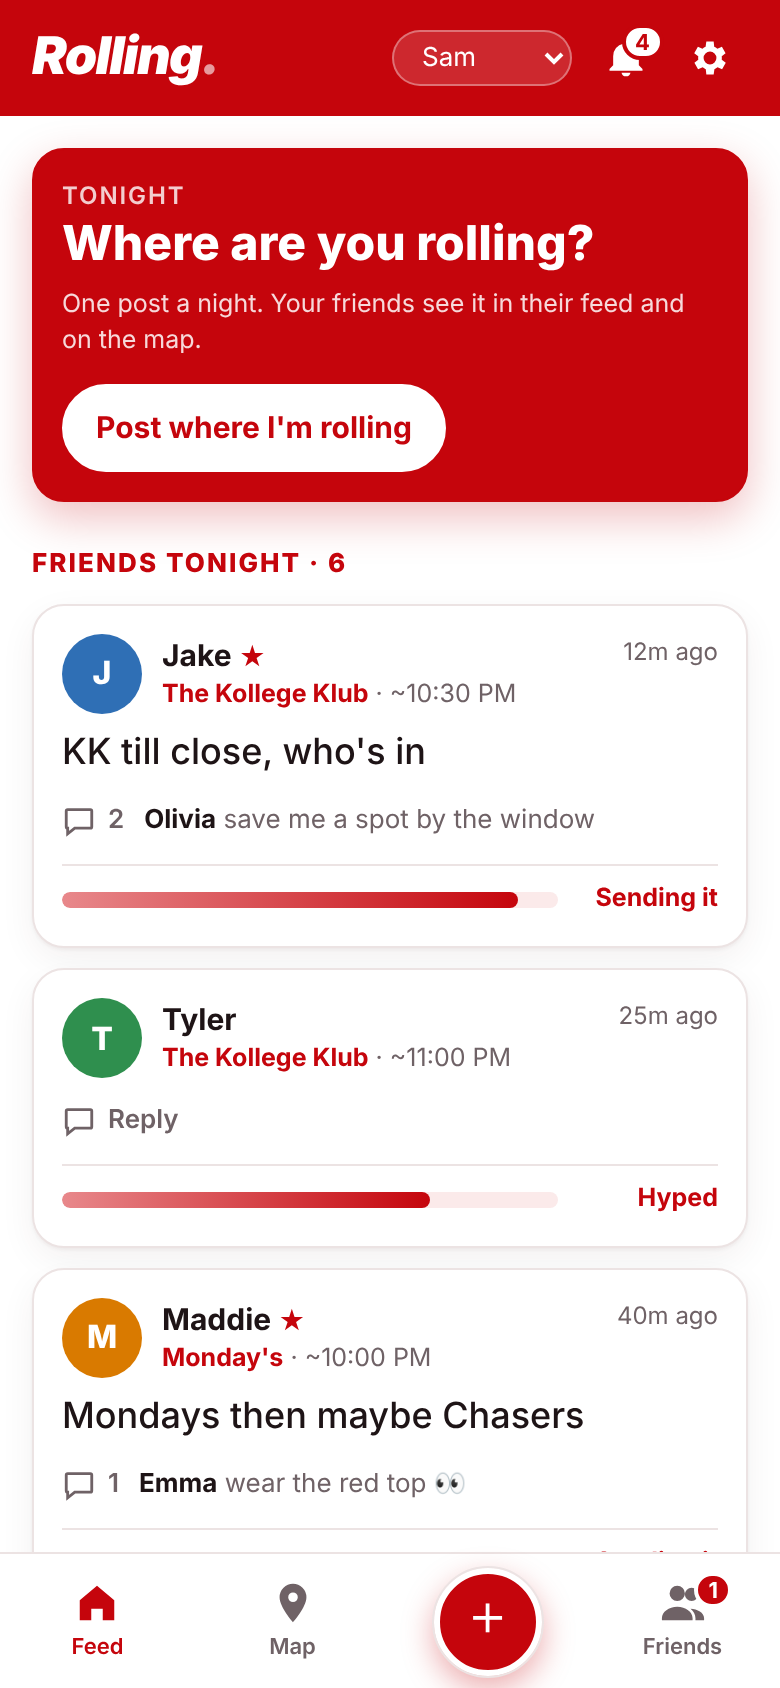 Rolling.
Sam
4
TONIGHT
Where are you rolling?
One post a night. Your friends see it in their feed and
on the map.
Post where I'm rolling
FRIENDS TONIGHT · 6
J
Jake ★
12m ago
The Kollege Klub · ~10:30 PM
KK till close, who's in
2 Olivia save me a spot by the window
Sending it
T
Tyler
25m ago
The Kollege Klub · ~11:00 PM
Reply
Hyped
M
Maddie ★
40m ago
Monday's · ~10:00 PM
Mondays then maybe Chasers
1 Emma wear the red top 👀
Feed
Map
+
1
Friends